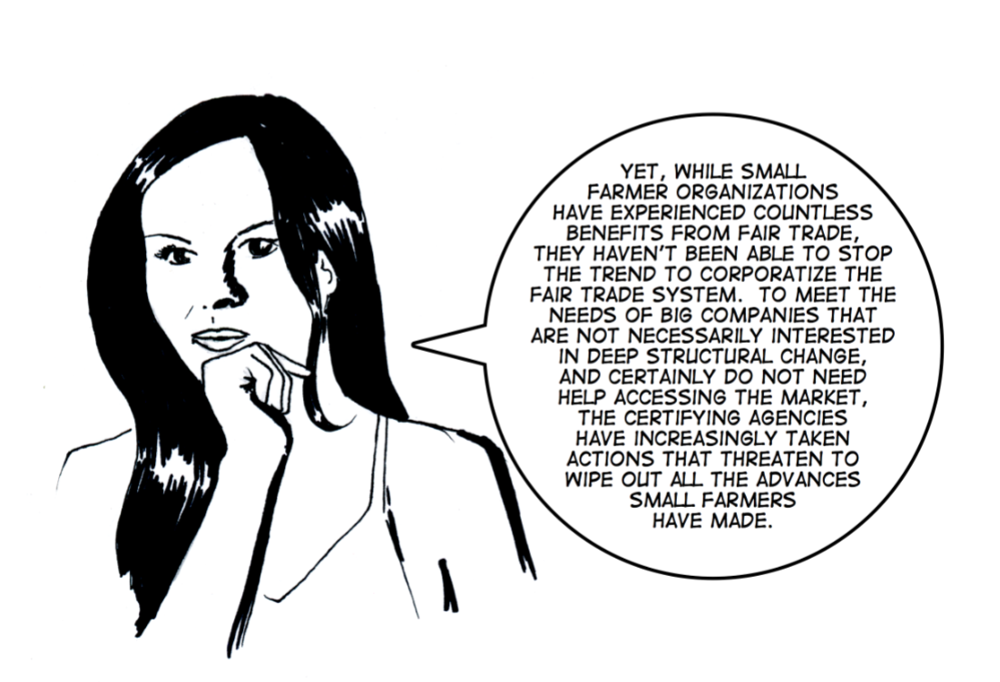 YET, WHILE SMALL
FARMER ORGANIZATIONS
HAVE EXPERIENCED COUNTLESS
BENEFITS FROM FAIR TRADE,
THEY HAVEN'T BEEN ABLE TO STOP
THE TREND TO CORPORATIZE THE
FAIR TRADE SYSTEM. TO MEET THE
NEEDS OF BIG COMPANIES THAT
ARE NOT NECESSARILY INTERESTED
IN DEEP STRUCTURAL CHANGE,
AND CERTAINLY DO NOT NEED
HELP ACCESSING THE MARKET,
THE CERTIFYING AGENCIES
HAVE INCREASINGLY TAKEN
ACTIONS THAT THREATEN TO
WIPE OUT ALL THE ADVANCES
SMALL FARMERS
HAVE MADE.